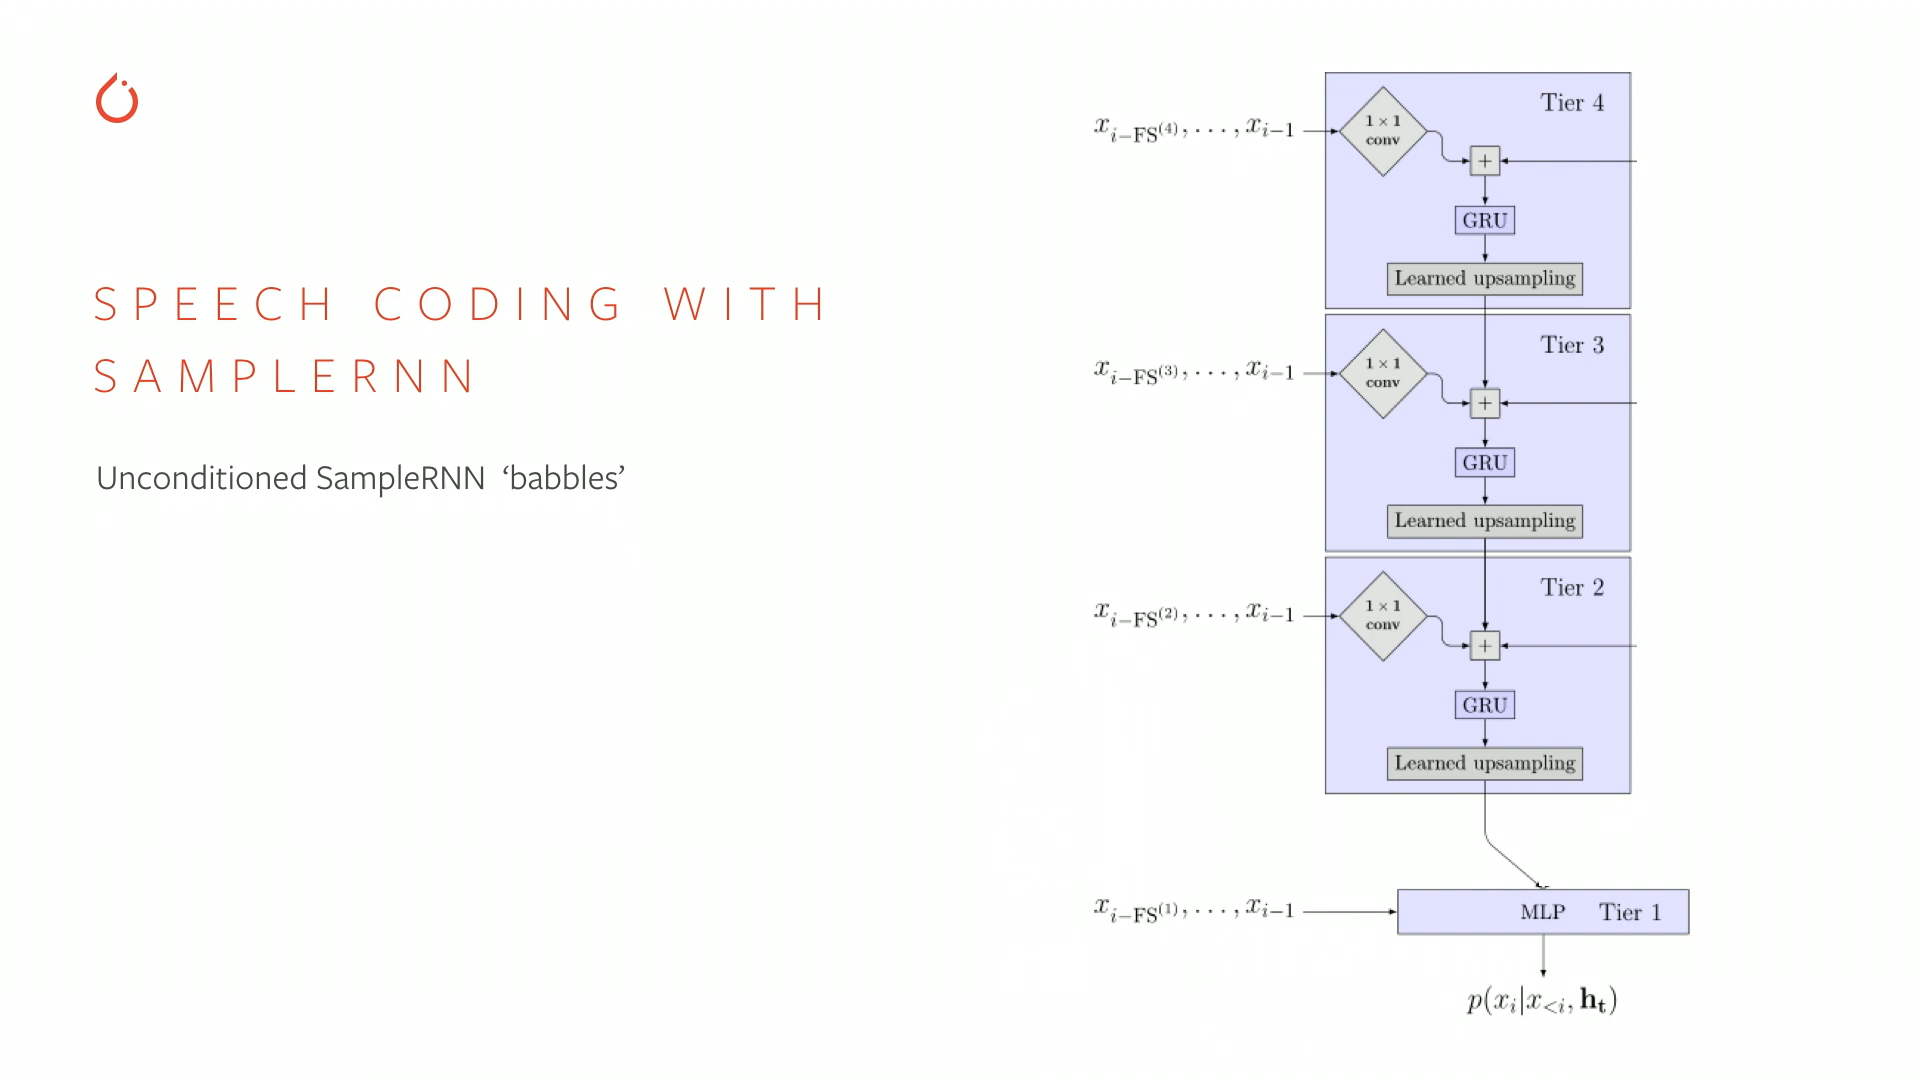 SPEECH CODING WITH
SAMPLERNN
Unconditioned SampleRNN ‘babbles’
Tier 4
x_{i−FS^{(4)}}, . . . , x_{i−1}
1 × 1
conv
+
GRU
Learned upsampling
Tier 3
x_{i−FS^{(3)}}, . . . , x_{i−1}
1 × 1
conv
+
GRU
Learned upsampling
Tier 2
x_{i−FS^{(2)}}, . . . , x_{i−1}
1 × 1
conv
+
GRU
Learned upsampling
x_{i−FS^{(1)}}, . . . , x_{i−1}
MLP Tier 1
p(x_i|x_{<i}, h_t)